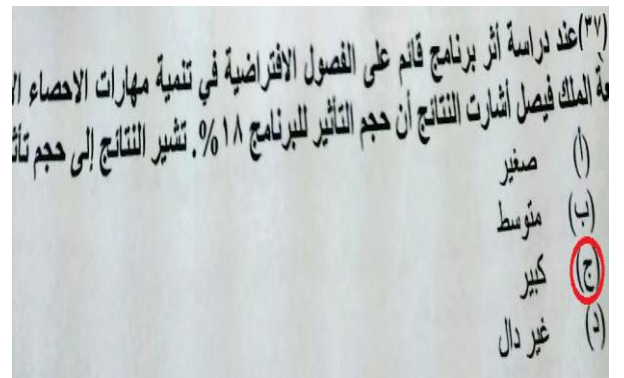 (٣٧) عند دراسة أثر برنامج قائم على الفصول الافتراضية في تنمية مهارات الاحصاء
الملك فيصل أشارت النتائج أن حجم التأثير للبرنامج ١٨%. تشير النتائج إلى حجم
(أ) صغير
(ب) متوسط
(ج) كبير
(د) غير دال